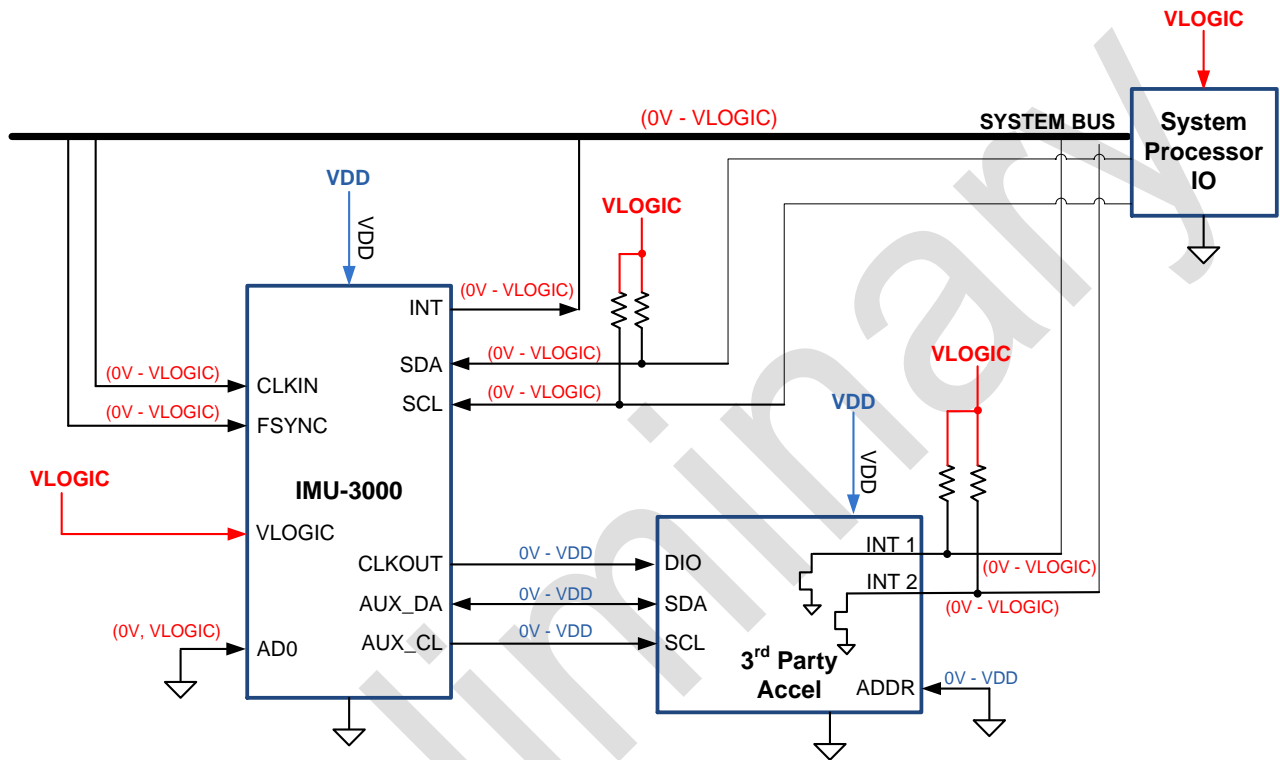 VLOGIC
(0V - VLOGIC)
SYSTEM BUS
System
Processor
IO
VDD
VDD
VLOGIC
INT
(0V - VLOGIC)
SDA
(0V - VLOGIC)
SCL
(0V - VLOGIC)
(0V - VLOGIC)
CLKIN
(0V - VLOGIC)
FSYNC
VLOGIC
VLOGIC
IMU-3000
VLOGIC
VDD
VDD
CLKOUT
0V - VDD
DIO
AUX_DA
0V - VDD
SDA
AUX_CL
0V - VDD
SCL
INT 1
(0V - VLOGIC)
INT 2
(0V - VLOGIC)
(0V, VLOGIC)
AD0
3rd Party
Accel
ADDR
0V - VDD
liminary